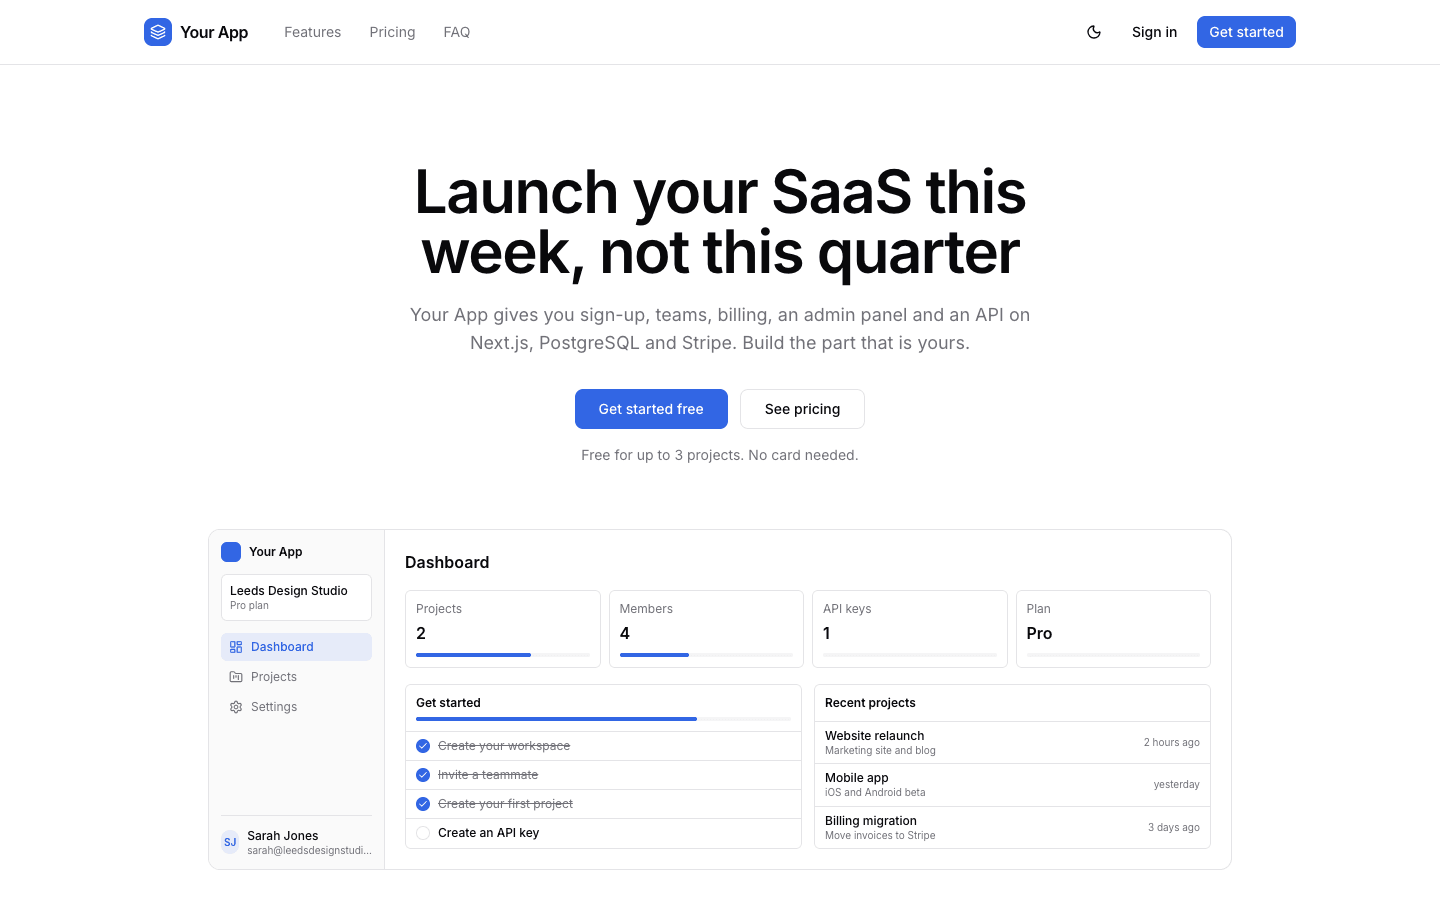 Your App
Features
Pricing
FAQ
Sign in
Get started
Launch your SaaS this
week, not this quarter
Your App gives you sign-up, teams, billing, an admin panel and an API on
Next.js, PostgreSQL and Stripe. Build the part that is yours.
Get started free
See pricing
Free for up to 3 projects. No card needed.
Your App
Leeds Design Studio
Pro plan
Dashboard
Projects
Settings
SJ
Sarah Jones
sarah@leedsdesignstudi...
Dashboard
Projects
2
Members
4
API keys
1
Plan
Pro
Get started
Create your workspace
Invite a teammate
Create your first project
Create an API key
Recent projects
Website relaunch
Marketing site and blog
2 hours ago
Mobile app
iOS and Android beta
yesterday
Billing migration
Move invoices to Stripe
3 days ago